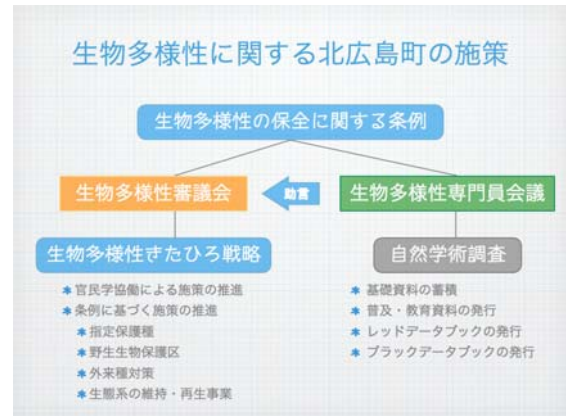 生物多様性に関する北広島町の施策
生物多様性の保全に関する条例
生物多様性審議会
助言
生物多様性専門員会議
生物多様性きたひろ戦略
＊官民学協働による施策の推進
＊条例に基づく施策の推進
＊指定保護種
＊野生生物保護区
＊外来種対策
＊生態系の維持・再生事業
自然学術調査
＊基礎資料の蓄積
＊普及・教育資料の発行
＊レッドデータブックの発行
＊ブラックデータブックの発行